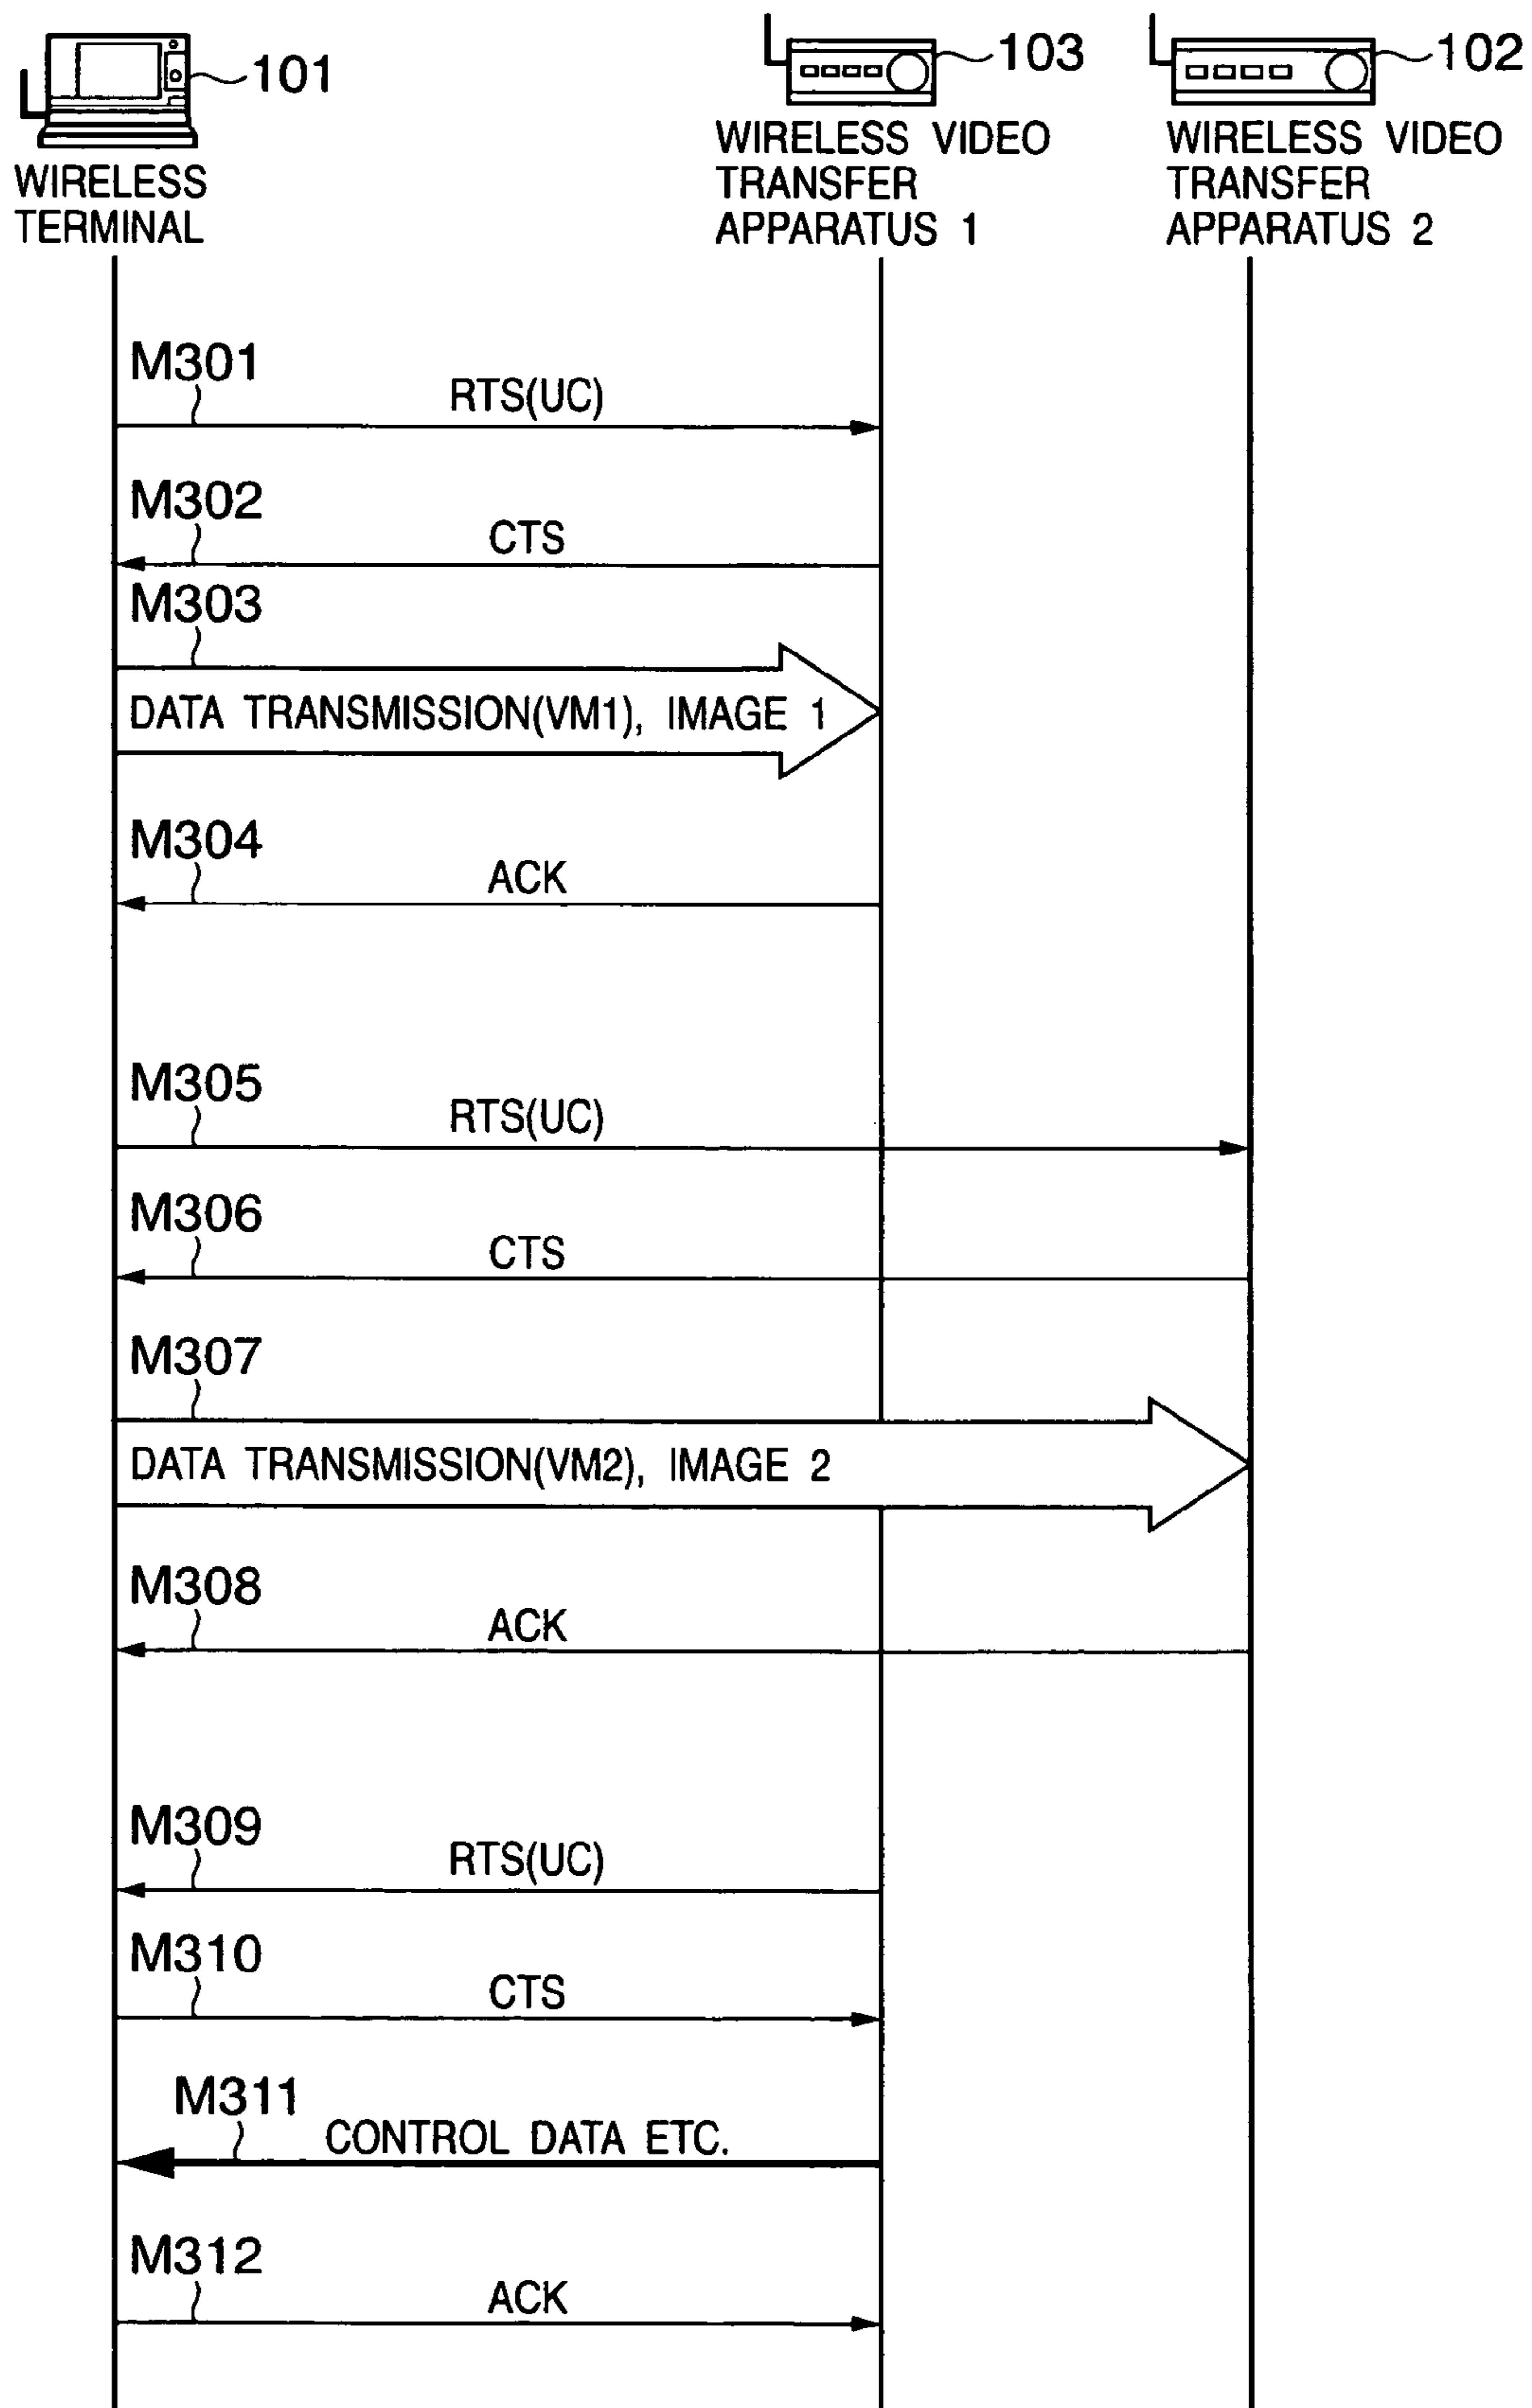 101
103
102
WIRELESS
TERMINAL
WIRELESS VIDEO
TRANSFER
APPARATUS 1
WIRELESS VIDEO
TRANSFER
APPARATUS 2
M301
RTS(UC)
M302
CTS
M303
DATA TRANSMISSION(VM1), IMAGE 1
M304
ACK
M305
RTS(UC)
M306
CTS
M307
DATA TRANSMISSION(VM2), IMAGE 2
M308
ACK
M309
RTS(UC)
M310
CTS
M311
CONTROL DATA ETC.
M312
ACK